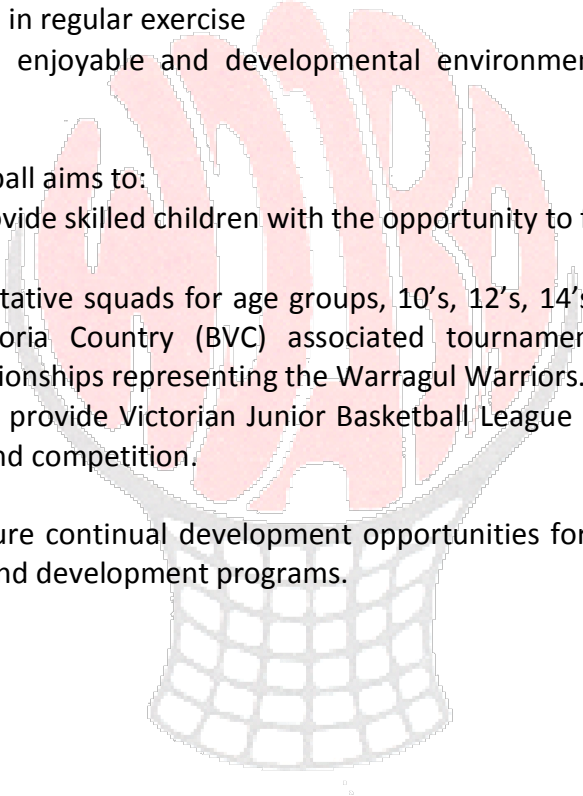 in regular exercise
enjoyable and developmental environmen
ball aims to:
ovide skilled children with the opportunity to f
tative squads for age groups, 10’s, 12’s, 14’s
oria Country (BVC) associated tournamen
ionships representing the Warragul Warriors.
provide Victorian Junior Basketball League
nd competition.
ure continual development opportunities for
nd development programs.